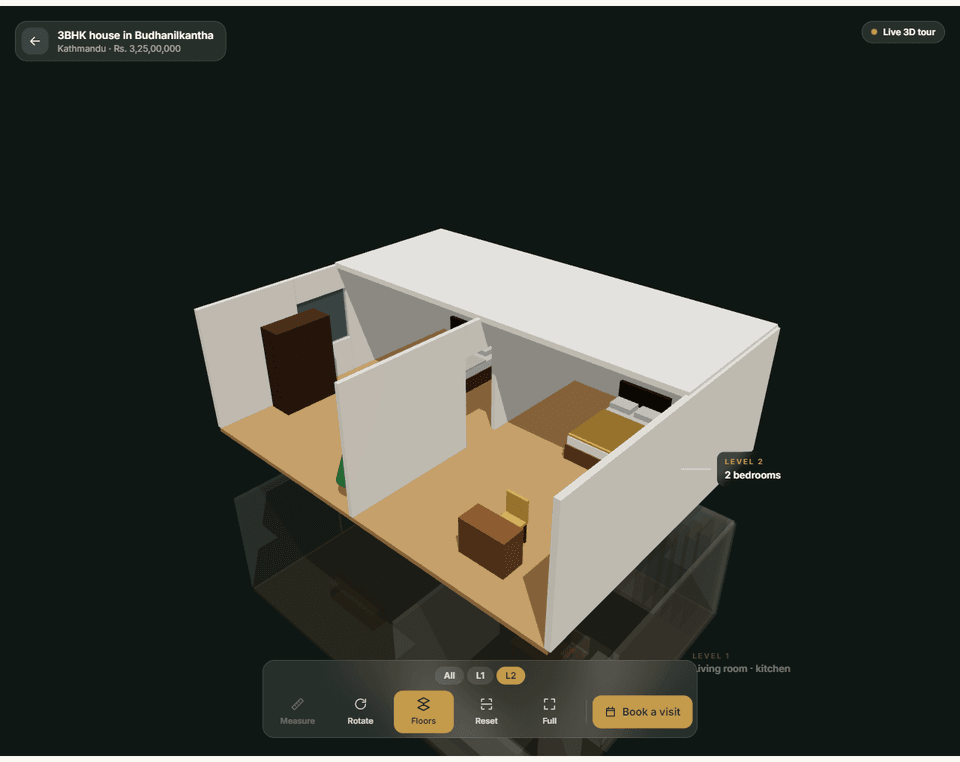 3BHK house in Budhanilkantha
Kathmandu · Rs. 3,25,00,000
Live 3D tour
LEVEL 2
2 bedrooms
LEVEL 1
living room · kitchen
All
L1
L2
Measure
Rotate
Floors
Reset
Full
Book a visit